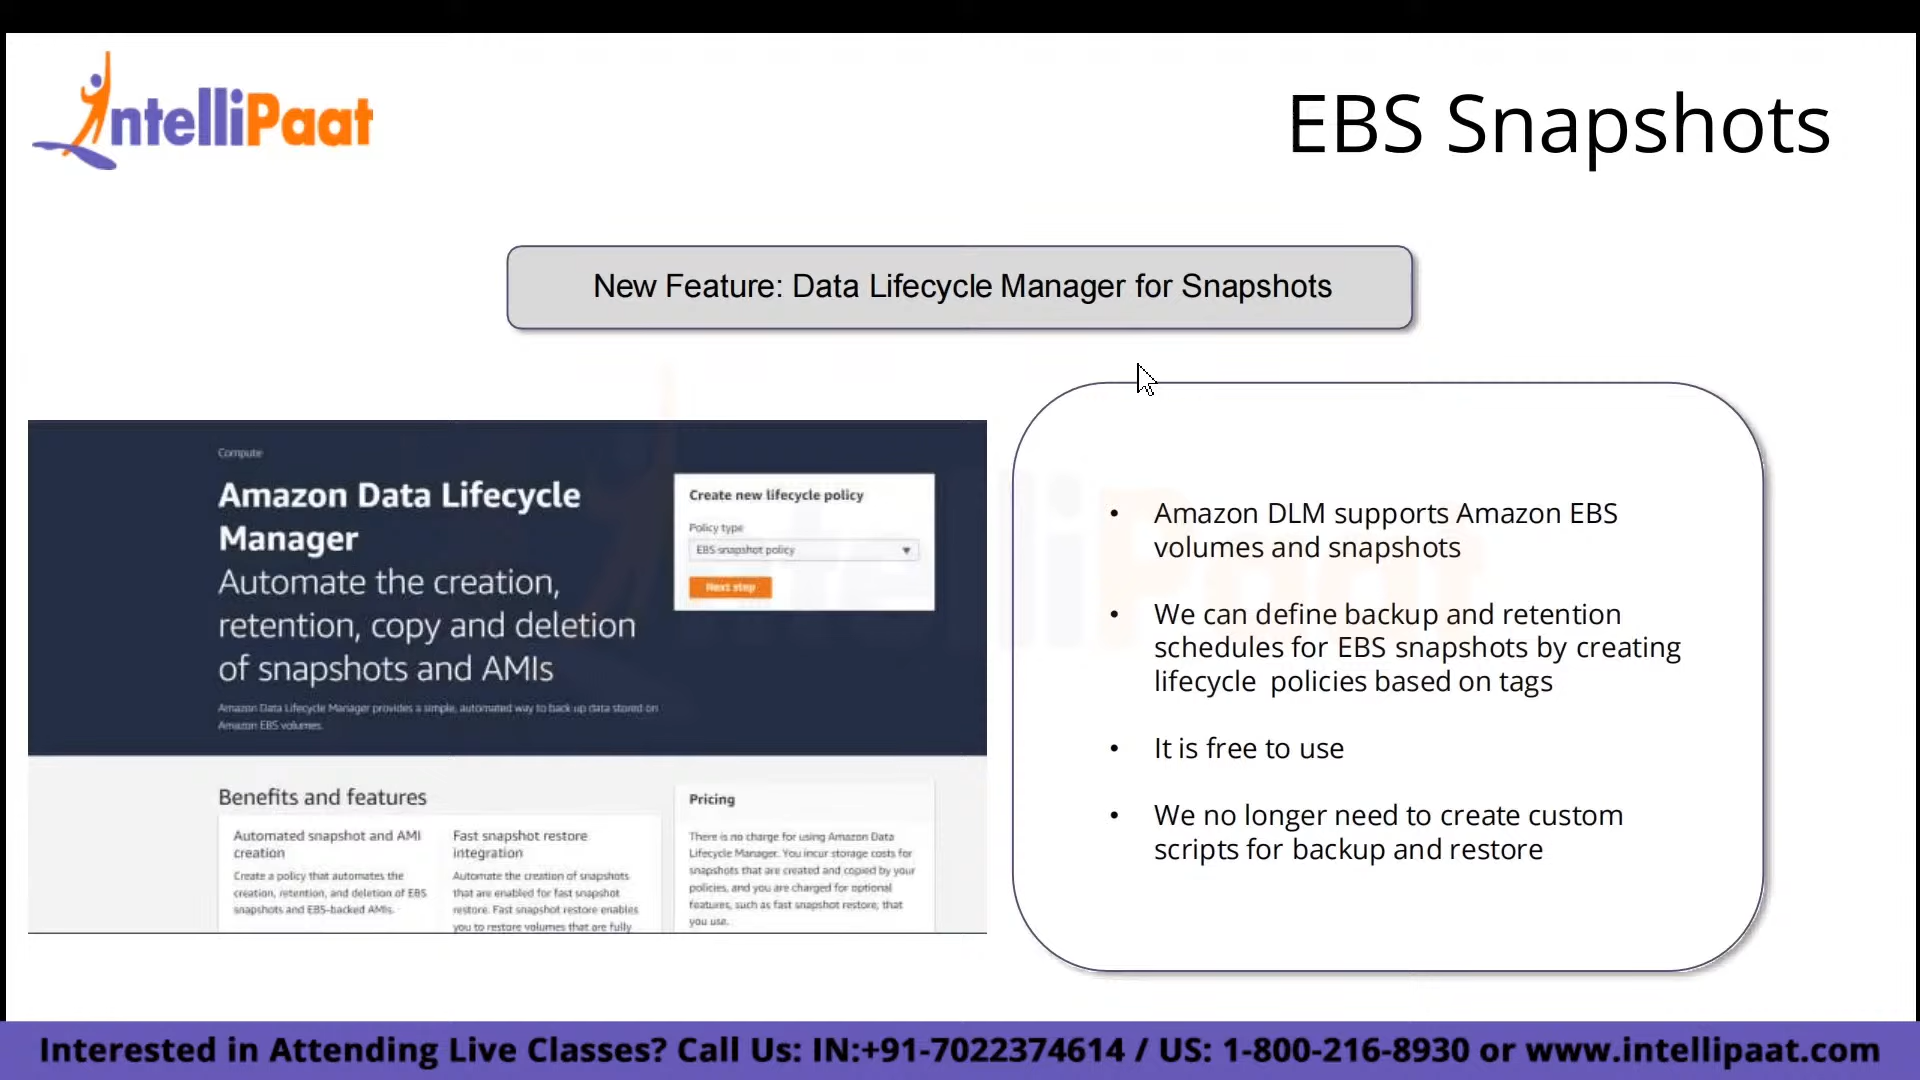 IntelliPaat
EBS Snapshots
New Feature: Data Lifecycle Manager for Snapshots
Compute
Amazon Data Lifecycle
Manager
Automate the creation,
retention, copy and deletion
of snapshots and AMIs
Amazon Data Lifecycle Manager provides a simple, automated way to back up data stored on
Amazon EBS volumes.
Create new lifecycle policy
Policy type
EBS snapshot policy
Next step
Benefits and features
Automated snapshot and AMI
creation
Create a policy that automates the
creation, retention, and deletion of EBS
snapshots and EBS-backed AMIs.
Fast snapshot restore
integration
Automate the creation of snapshots
that are enabled for fast snapshot
restore. Fast snapshot restore enables
you to restore volumes that are fully
Pricing
There is no charge for using Amazon Data
Lifecycle Manager. You incur storage costs for
snapshots that are created and copied by your
policies, and you are charged for optional
features, such as fast snapshot restore, that
you use.
• Amazon DLM supports Amazon EBS
volumes and snapshots
• We can define backup and retention
schedules for EBS snapshots by creating
lifecycle policies based on tags
• It is free to use
• We no longer need to create custom
scripts for backup and restore
Interested in Attending Live Classes? Call Us: IN:+91-7022374614 / US: 1-800-216-8930 or www.intellipaat.com